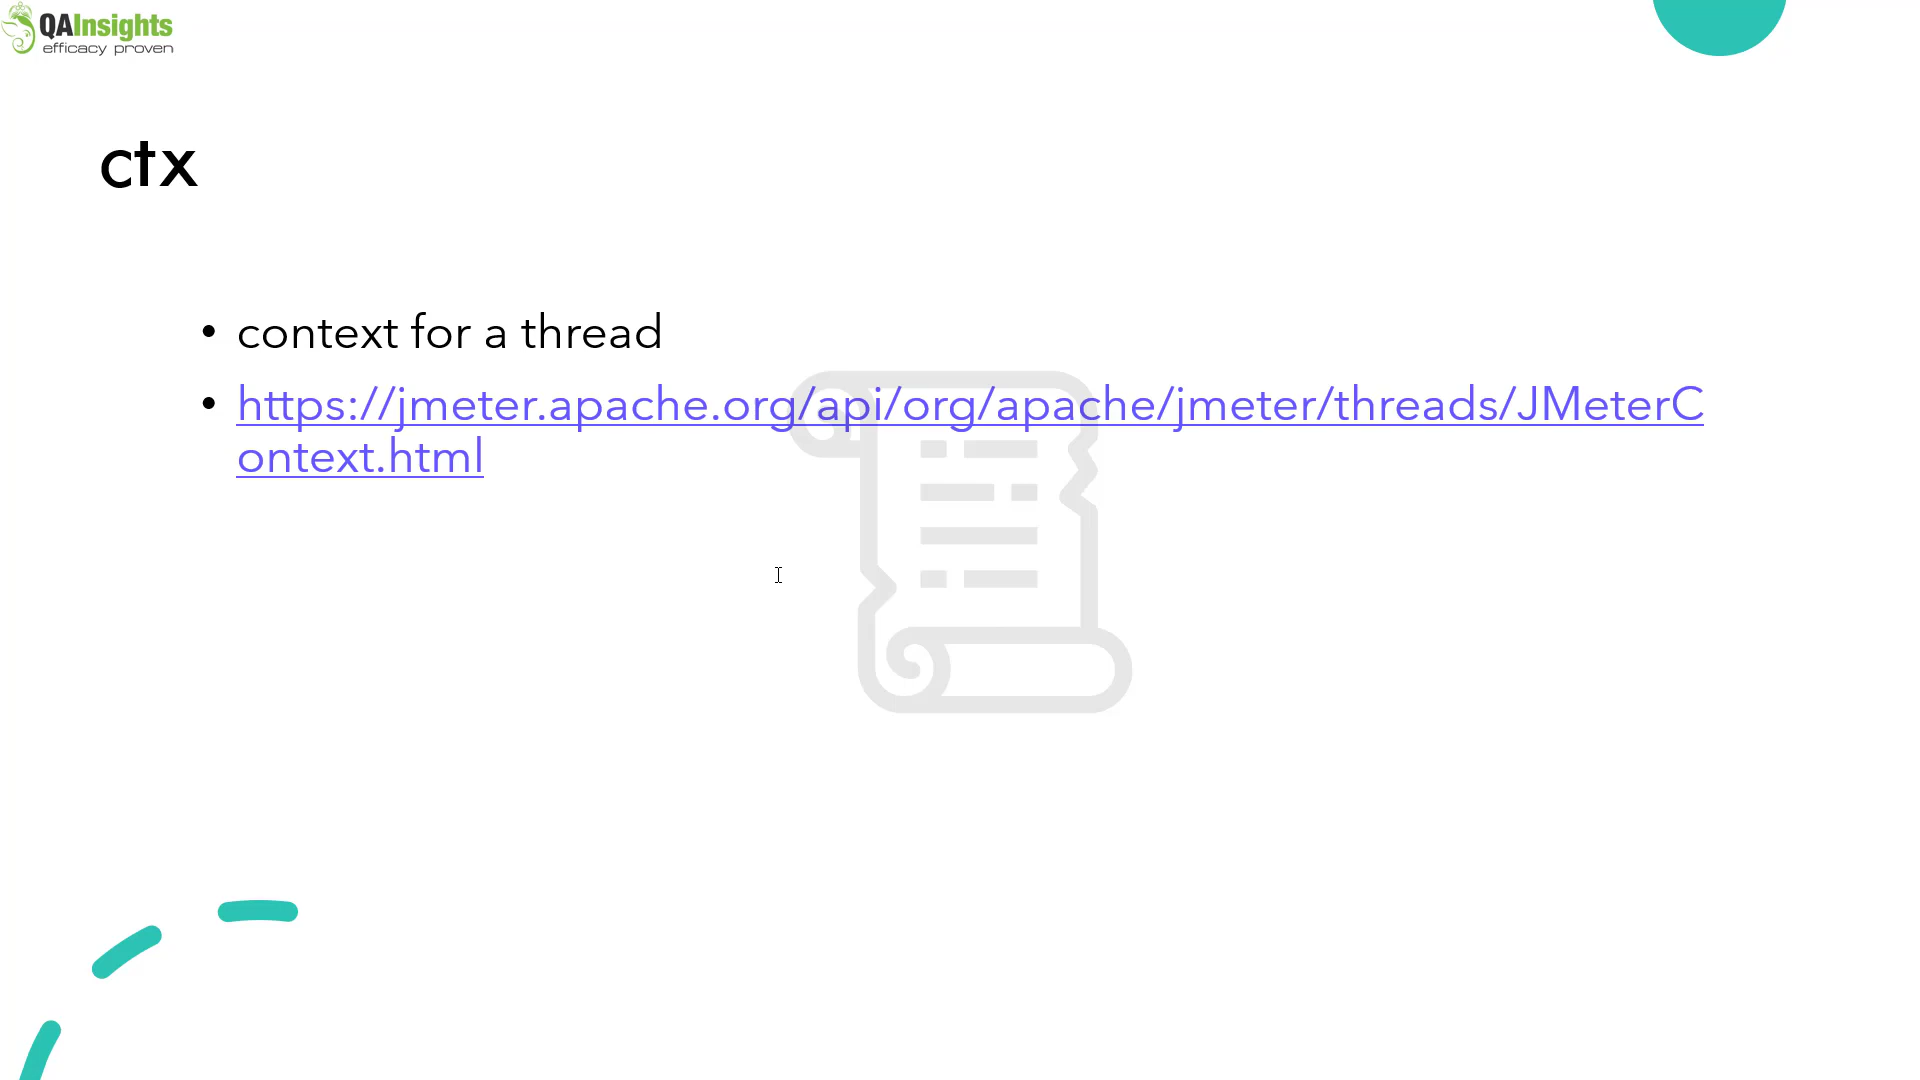 QAInsights
efficacy proven
ctx
• context for a thread
• https://jmeter.apache.org/api/org/apache/jmeter/threads/JMeterC
ontext.html